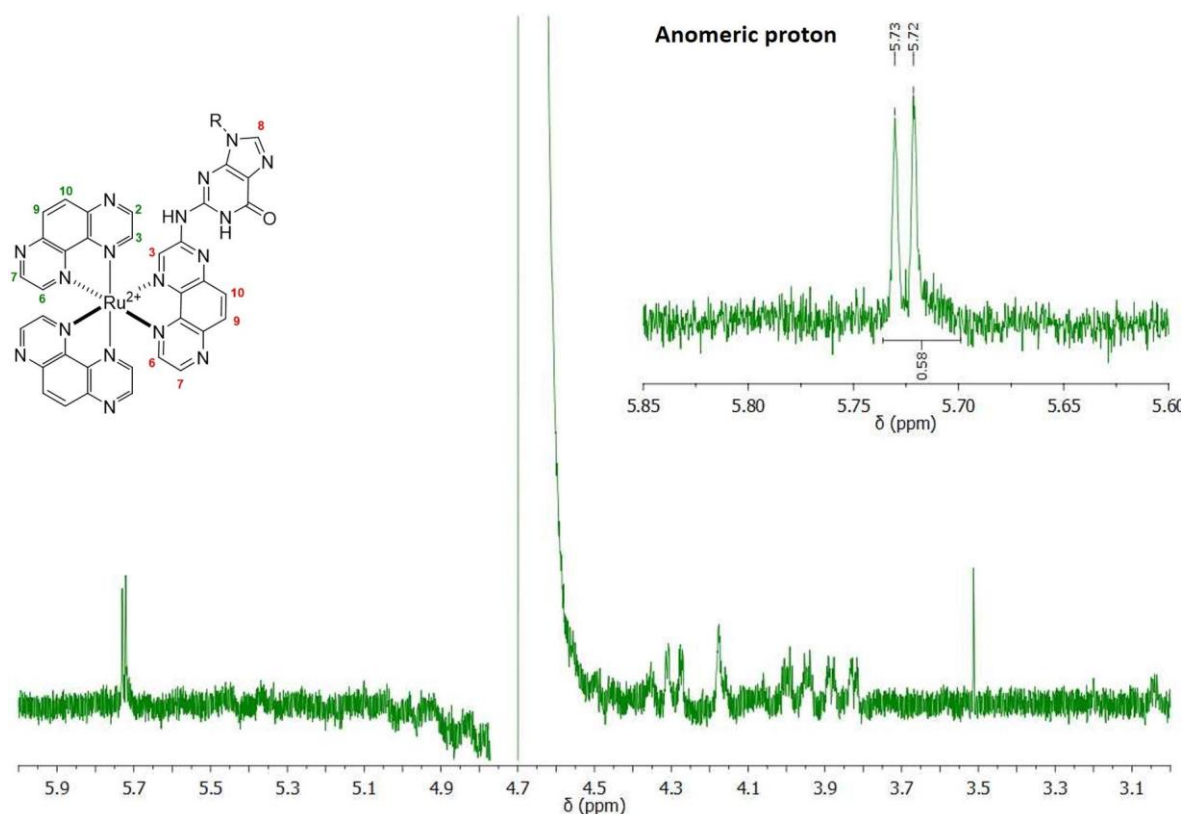 Anomeric proton
5.73
5.72
0.58
5.85 5.80 5.75 5.70 5.65 5.60
δ (ppm)
R
8
N
N
N
N
10
N
2
HN
N
H
O
9
3
3
N
N
N
N
7
N
Ru2+
N
10
6
N
N
9
N
N
6
N
7
N
N
5.9 5.7 5.5 5.3 5.1 4.9 4.7 4.5 4.3 4.1 3.9 3.7 3.5 3.3 3.1
δ (ppm)